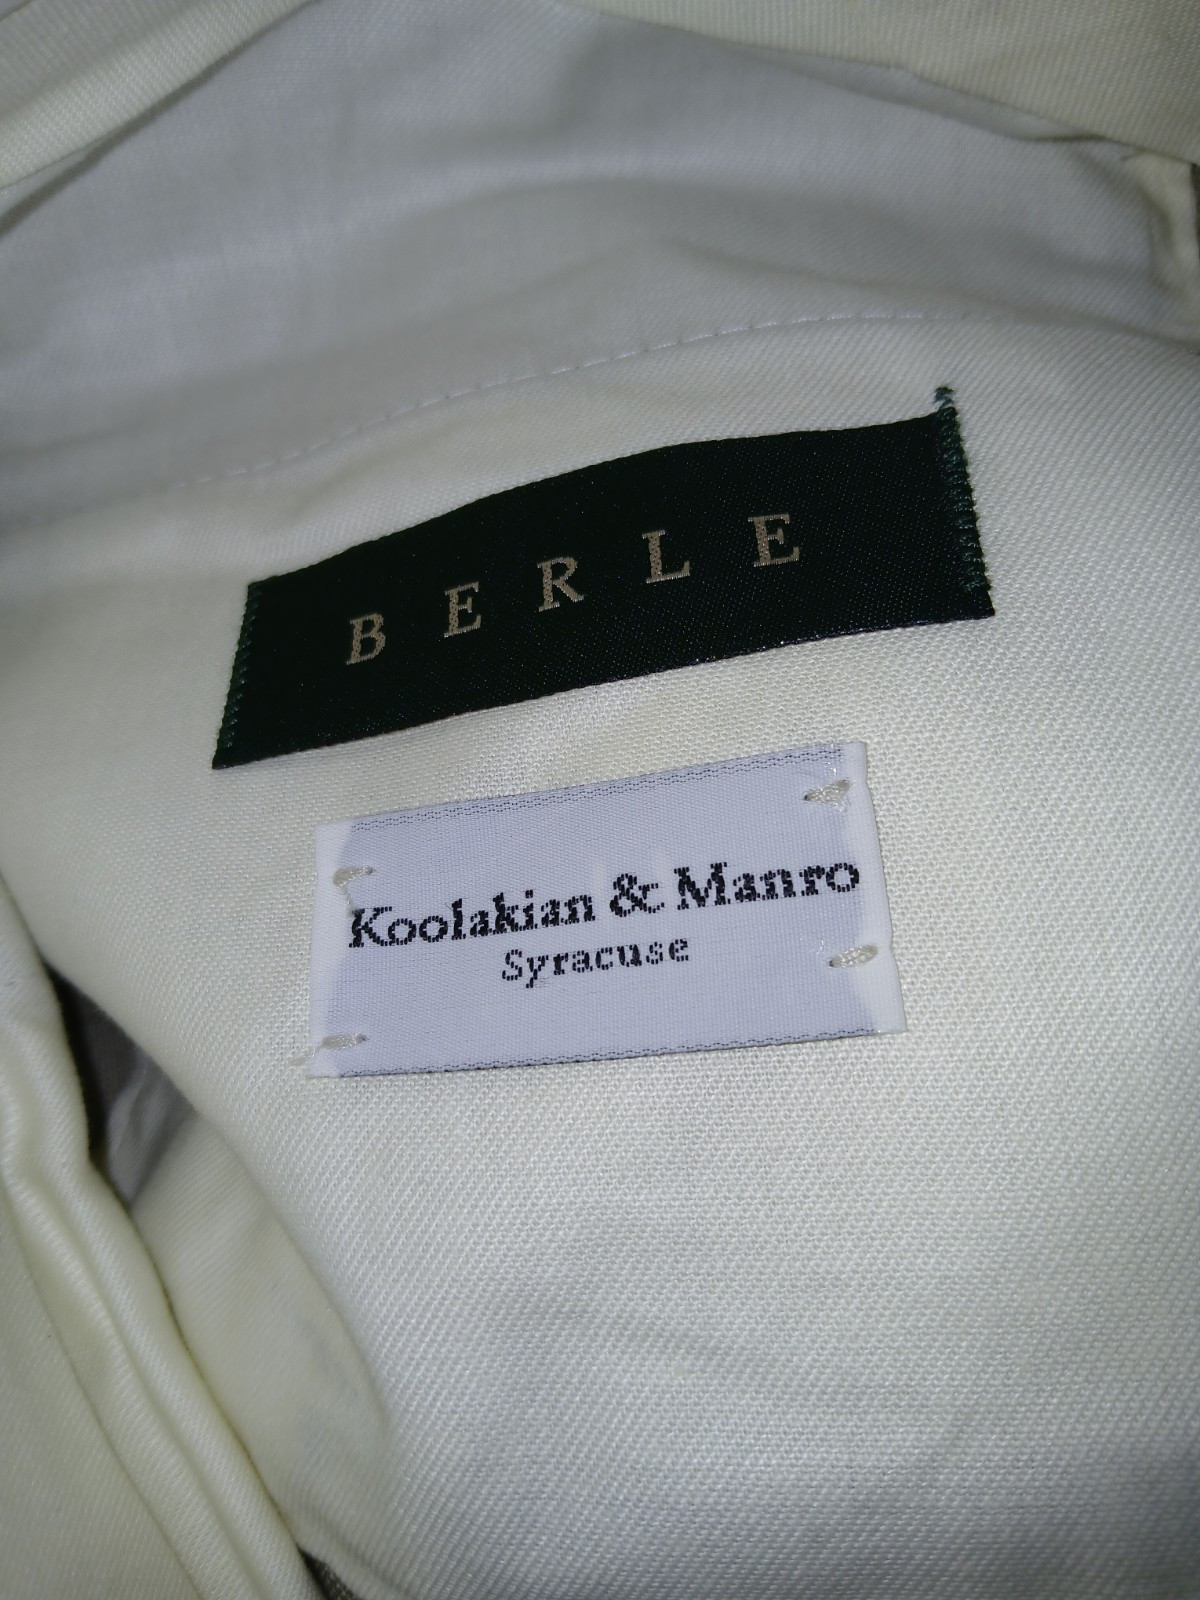 BERLE
Koolakian & Manro
Syracuse